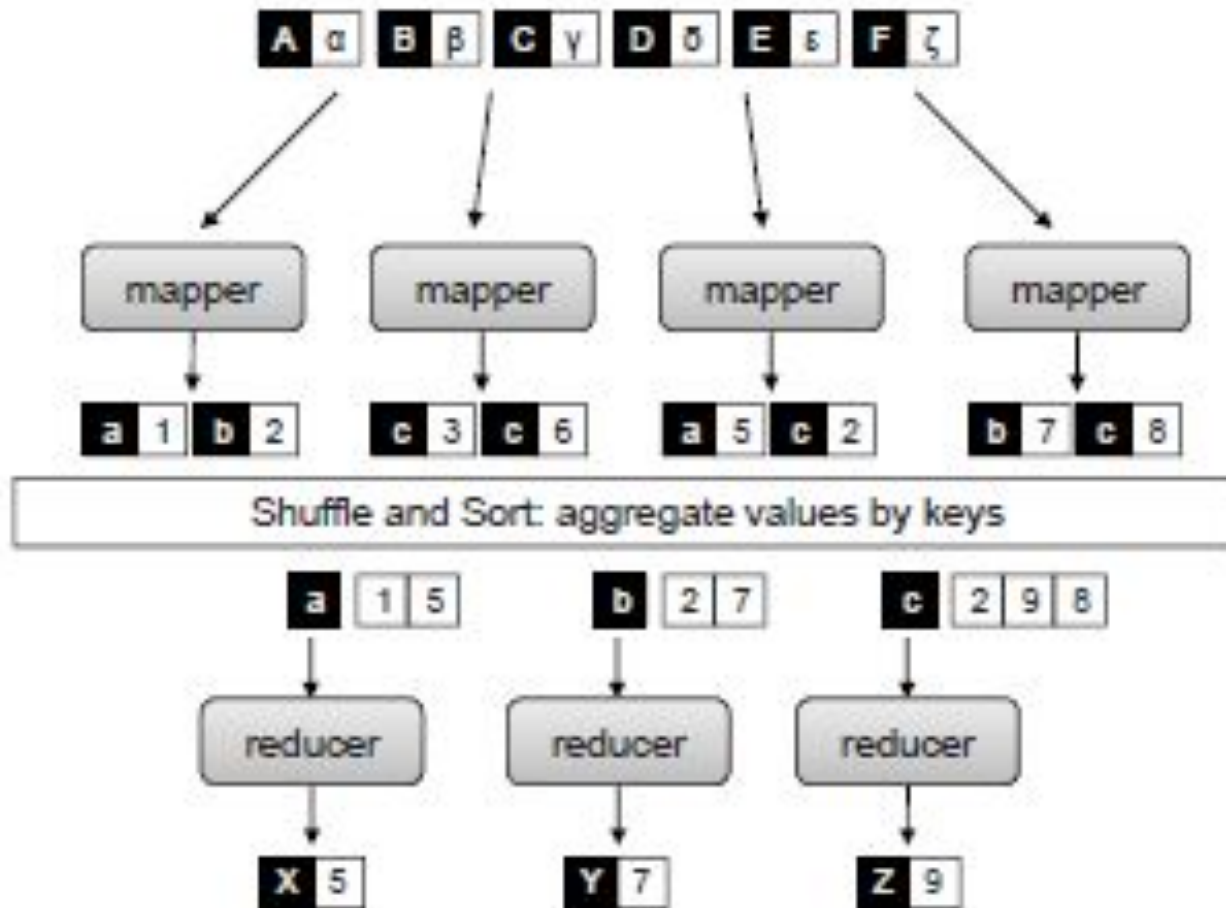 A α B β C γ D δ E ε F ζ
mapper mapper mapper mapper
a 1 b 2 c 3 c 6 a 5 c 2 b 7 c 8
Shuffle and Sort: aggregate values by keys
a 1 5 b 2 7 c 2 9 8
reducer reducer reducer
X 5 Y 7 Z 9